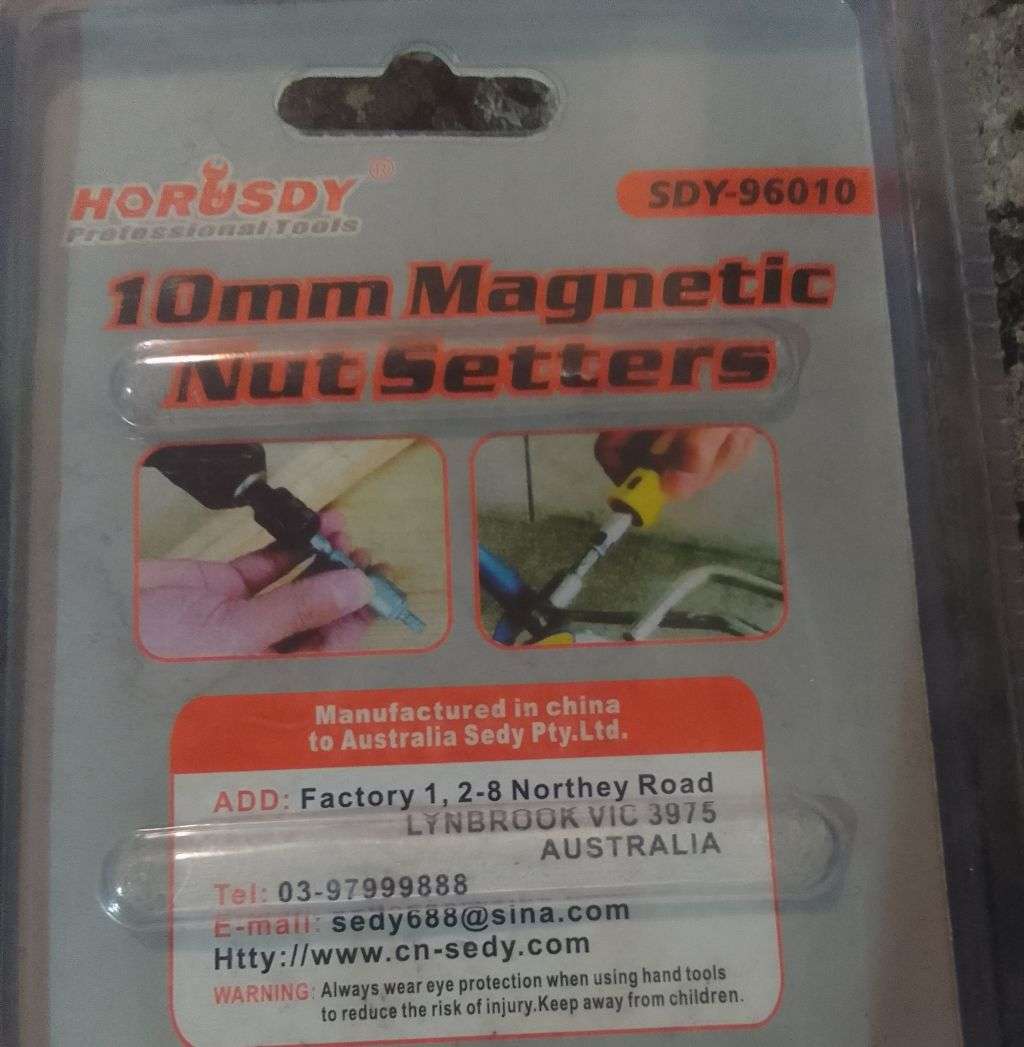 HORUSDY®
Professional Tools
SDY-96010
10mm Magnetic
Nut Setters
Manufactured in china
to Australia Sedy Pty.Ltd.
ADD: Factory 1, 2-8 Northey Road
LYNBROOK VIC 3975
AUSTRALIA
Tel: 03-97999888
E-mail: sedy688@sina.com
Htty://www.cn-sedy.com
WARNING: Always wear eye protection when using hand tools
to reduce the risk of injury.Keep away from children.